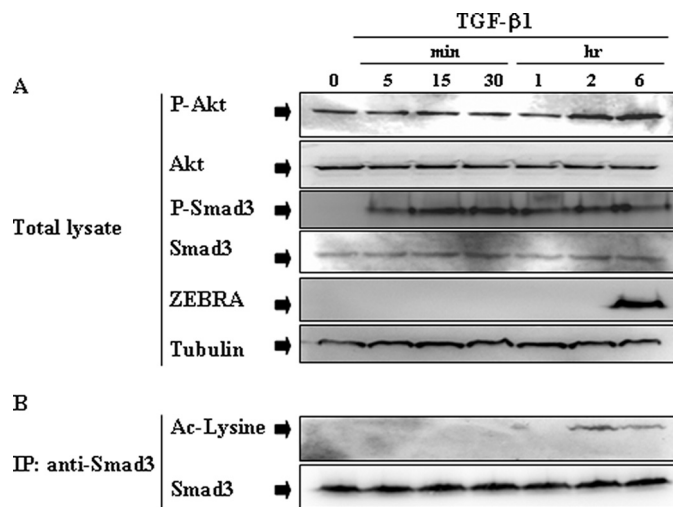 TGF-β1
min hr
0 5 15 30 1 2 6
A
P-Akt
Akt
P-Smad3
Total lysate
Smad3
ZEBRA
Tubulin
B
Ac-Lysine
IP: anti-Smad3
Smad3